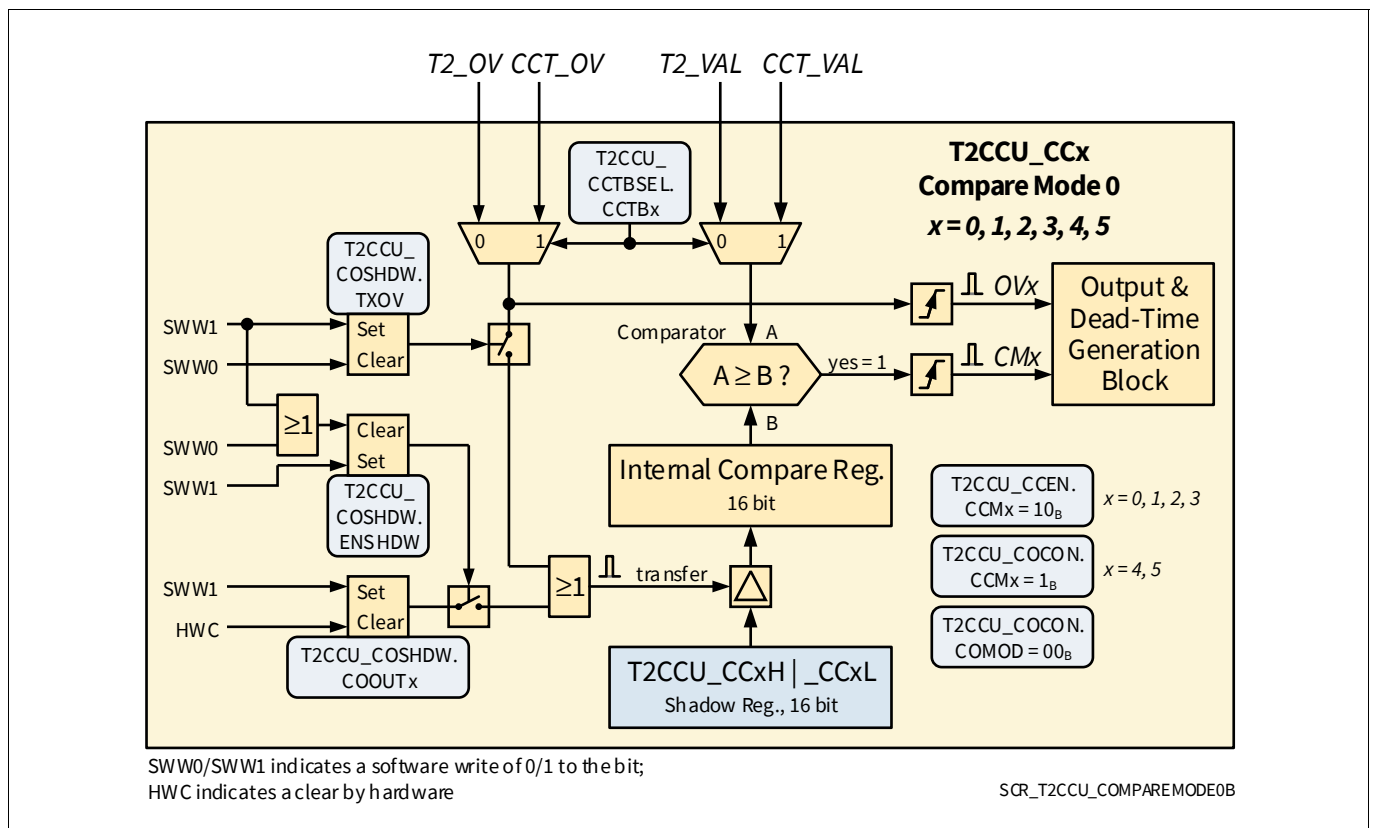 T2_OV CCT_OV T2_VAL CCT_VAL
T2CCU_CCx
Compare Mode 0
x = 0, 1, 2, 3, 4, 5
T2CCU_
CCTBSEL.
CCTBx
0 1
0 1
T2CCU_
COSHDW.
TXOV
SWW1
Set
SWW0
Clear
Comparator
A
A ≥ B ?
yes = 1
B
OVx
CMx
Output &
Dead-Time
Generation
Block
≥1
SWW0
SWW1
Clear
Set
T2CCU_
COSHDW.
ENSHDW
Internal Compare Reg.
16 bit
T2CCU_CCEN.
CCMx = 10B
x = 0, 1, 2, 3
T2CCU_COCON.
CCMx = 1B
x = 4, 5
T2CCU_COCON.
COMOD = 00B
SWW1
Set
HWC
Clear
T2CCU_COSHDW.
COOUTx
≥1
transfer
T2CCU_CCxH | _CCxL
Shadow Reg., 16 bit
SWW0/SWW1 indicates a software write of 0/1 to the bit;
HWC indicates a clear by hardware
SCR_T2CCU_COMPAREMODE0B